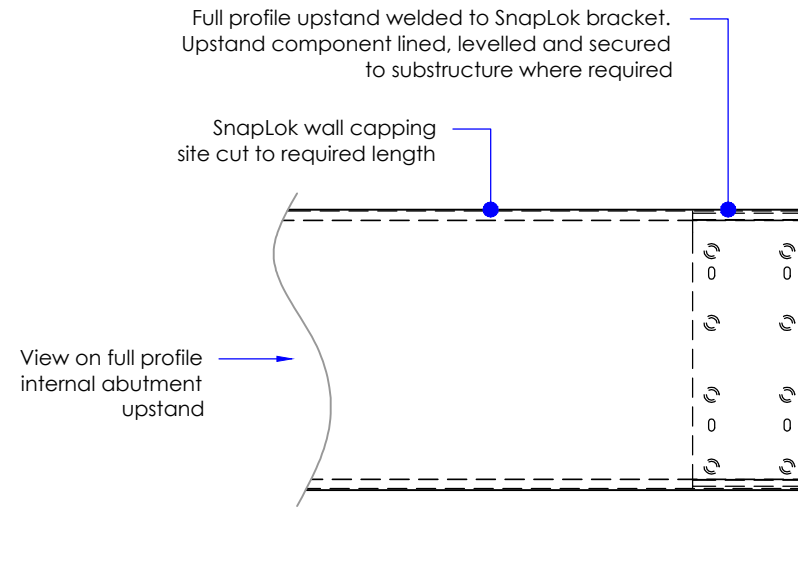 Full profile upstand welded to SnapLok bracket.
Upstand component lined, levelled and secured
to substructure where required
SnapLok wall capping
site cut to required length
View on full profile
internal abutment
upstand